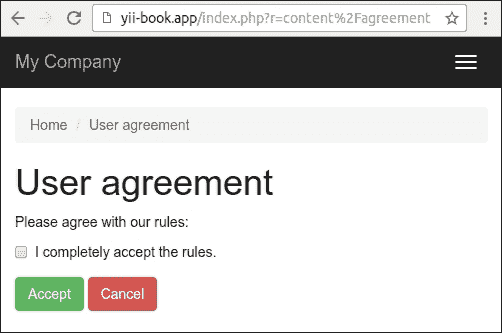 yii-book.app/index.php?r=content%2Fagreement
My Company
Home / User agreement
User agreement
Please agree with our rules:
I completely accept the rules.
Accept Cancel